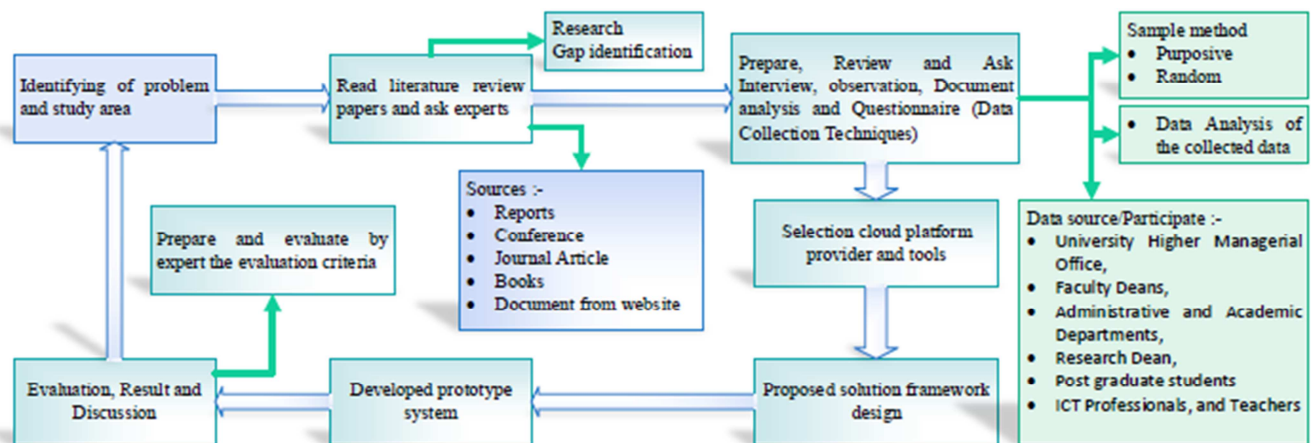 Identifying of problem
and study area
Read literature review
papers and ask experts
Research
Gap identification
Prepare, Review and Ask
Interview, observation, Document
analysis and Questionnaire (Data
Collection Techniques)
Sample method
• Purposive
• Random
• Data Analysis of
the collected data
Sources :-
• Reports
• Conference
• Journal Article
• Books
• Document from website
Prepare and evaluate by
expert the evaluation criteria
Selection cloud platform
provider and tools
Data source/Participate :-
• University Higher Managerial
Office,
• Faculty Deans,
• Administrative and Academic
Departments,
• Research Dean,
• Post graduate students
• ICT Professionals, and Teachers
Evaluation, Result and
Discussion
Developed prototype
system
Proposed solution framework
design